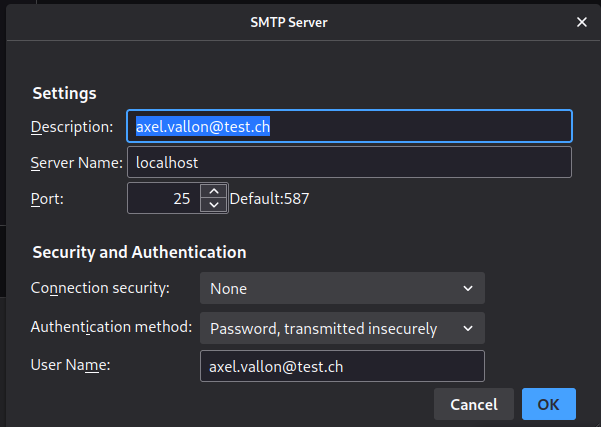 SMTP Server
Settings
Description: axel.vallon@test.ch
Server Name: localhost
Port: 25 Default:587
Security and Authentication
Connection security: None
Authentication method: Password, transmitted insecurely
User Name: axel.vallon@test.ch
Cancel OK